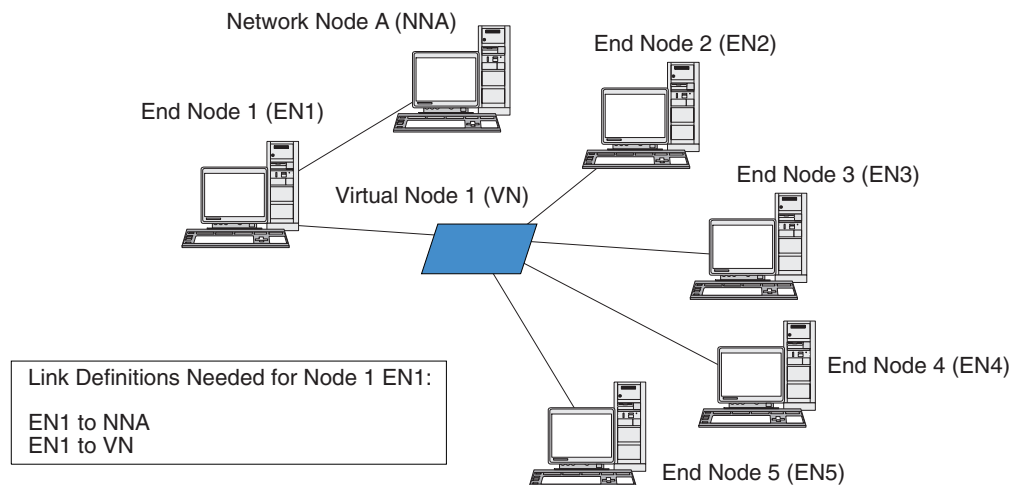 Network Node A (NNA)
End Node 2 (EN2)
End Node 1 (EN1)
End Node 3 (EN3)
Virtual Node 1 (VN)
End Node 4 (EN4)
Link Definitions Needed for Node 1 EN1:
EN1 to NNA
EN1 to VN
End Node 5 (EN5)